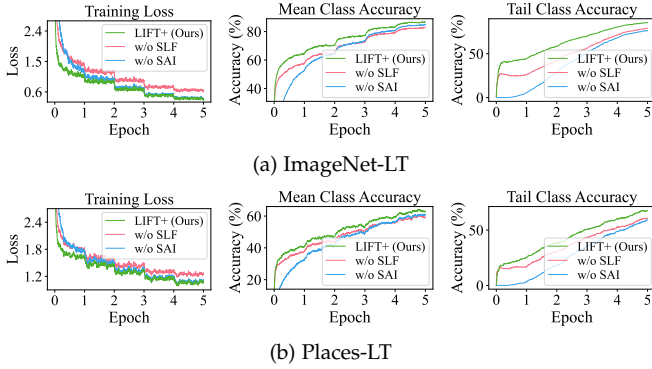 Training Loss
Mean Class Accuracy
Tail Class Accuracy
Loss
2.4
1.5
0.6
LIFT+ (Ours)
w/o SLF
w/o SAI
0 1 2 3 4 5
Epoch
Accuracy (%)
80
60
40
LIFT+ (Ours)
w/o SLF
w/o SAI
0 1 2 3 4 5
Epoch
Accuracy (%)
50
0
LIFT+ (Ours)
w/o SLF
w/o SAI
0 1 2 3 4 5
Epoch
(a) ImageNet-LT
Training Loss
Mean Class Accuracy
Tail Class Accuracy
Loss
2.4
1.8
1.2
LIFT+ (Ours)
w/o SLF
w/o SAI
0 1 2 3 4 5
Epoch
Accuracy (%)
60
40
20
LIFT+ (Ours)
w/o SLF
w/o SAI
0 1 2 3 4 5
Epoch
Accuracy (%)
50
0
LIFT+ (Ours)
w/o SLF
w/o SAI
0 1 2 3 4 5
Epoch
(b) Places-LT